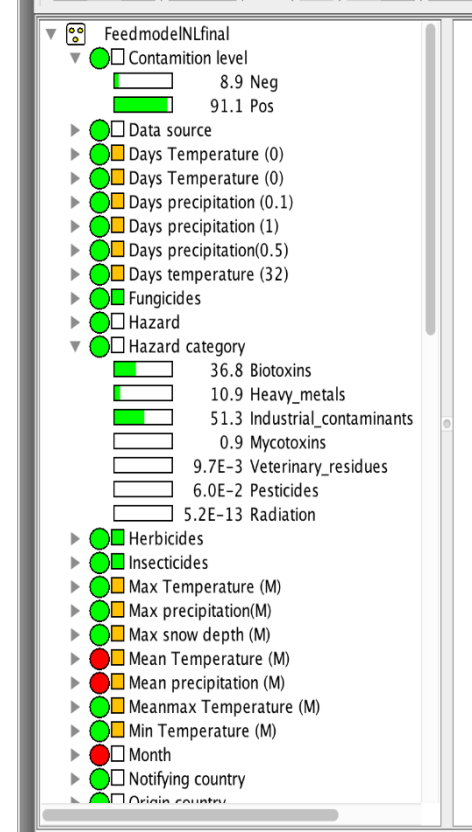 FeedmodelNLfinal
Contamition level
8.9 Neg
91.1 Pos
Data source
Days Temperature (0)
Days Temperature (0)
Days precipitation (0.1)
Days precipitation (1)
Days precipitation(0.5)
Days temperature (32)
Fungicides
Hazard
Hazard category
36.8 Biotoxins
10.9 Heavy_metals
51.3 Industrial_contaminants
0.9 Mycotoxins
9.7E-3 Veterinary_residues
6.0E-2 Pesticides
5.2E-13 Radiation
Herbicides
Insecticides
Max Temperature (M)
Max precipitation(M)
Max snow depth (M)
Mean Temperature (M)
Mean precipitation (M)
Meanmax Temperature (M)
Min Temperature (M)
Month
Notifying country
Origin country